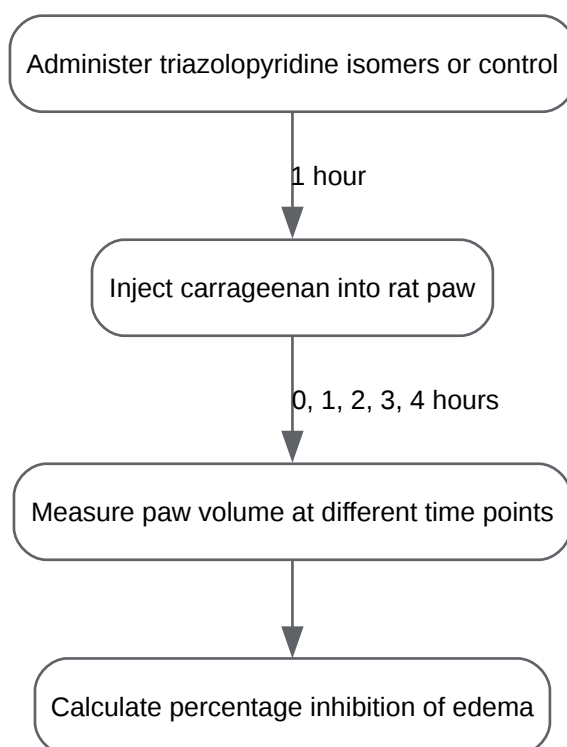 Administer triazolopyridine isomers or control
1 hour
Inject carrageenan into rat paw
0, 1, 2, 3, 4 hours
Measure paw volume at different time points
Calculate percentage inhibition of edema